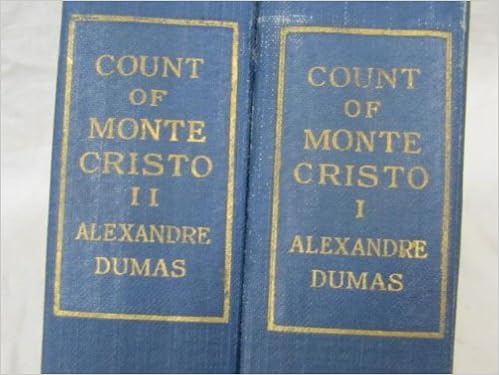 COUNT
OF
MONTE
CRISTO
II
ALEXANDRE
DUMAS
COUNT
OF
MONTE
CRISTO
I
ALEXANDRE
DUMAS